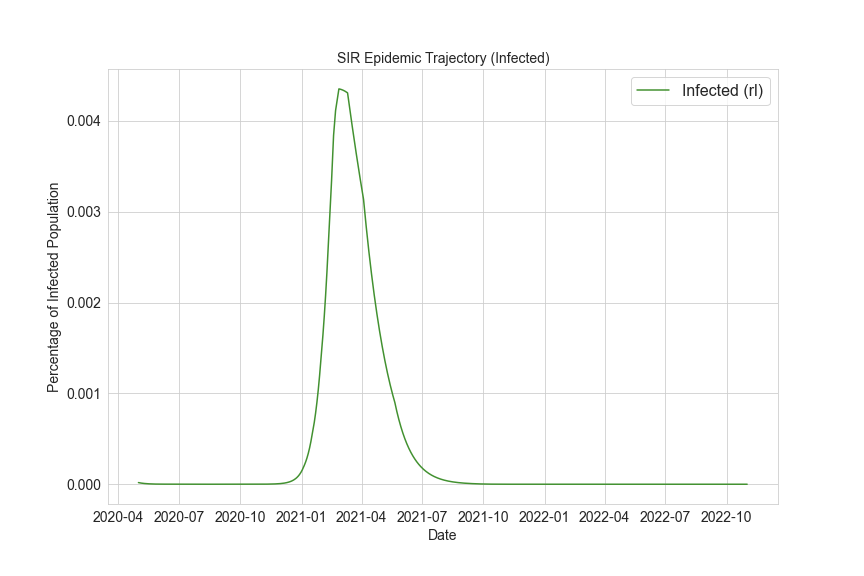 SIR Epidemic Trajectory (Infected)
Infected (rI)
Percentage of Infected Population
0.004
0.003
0.002
0.001
0.000
2020-04 2020-07 2020-10 2021-01 2021-04 2021-07 2021-10 2022-01 2022-04 2022-07 2022-10
Date